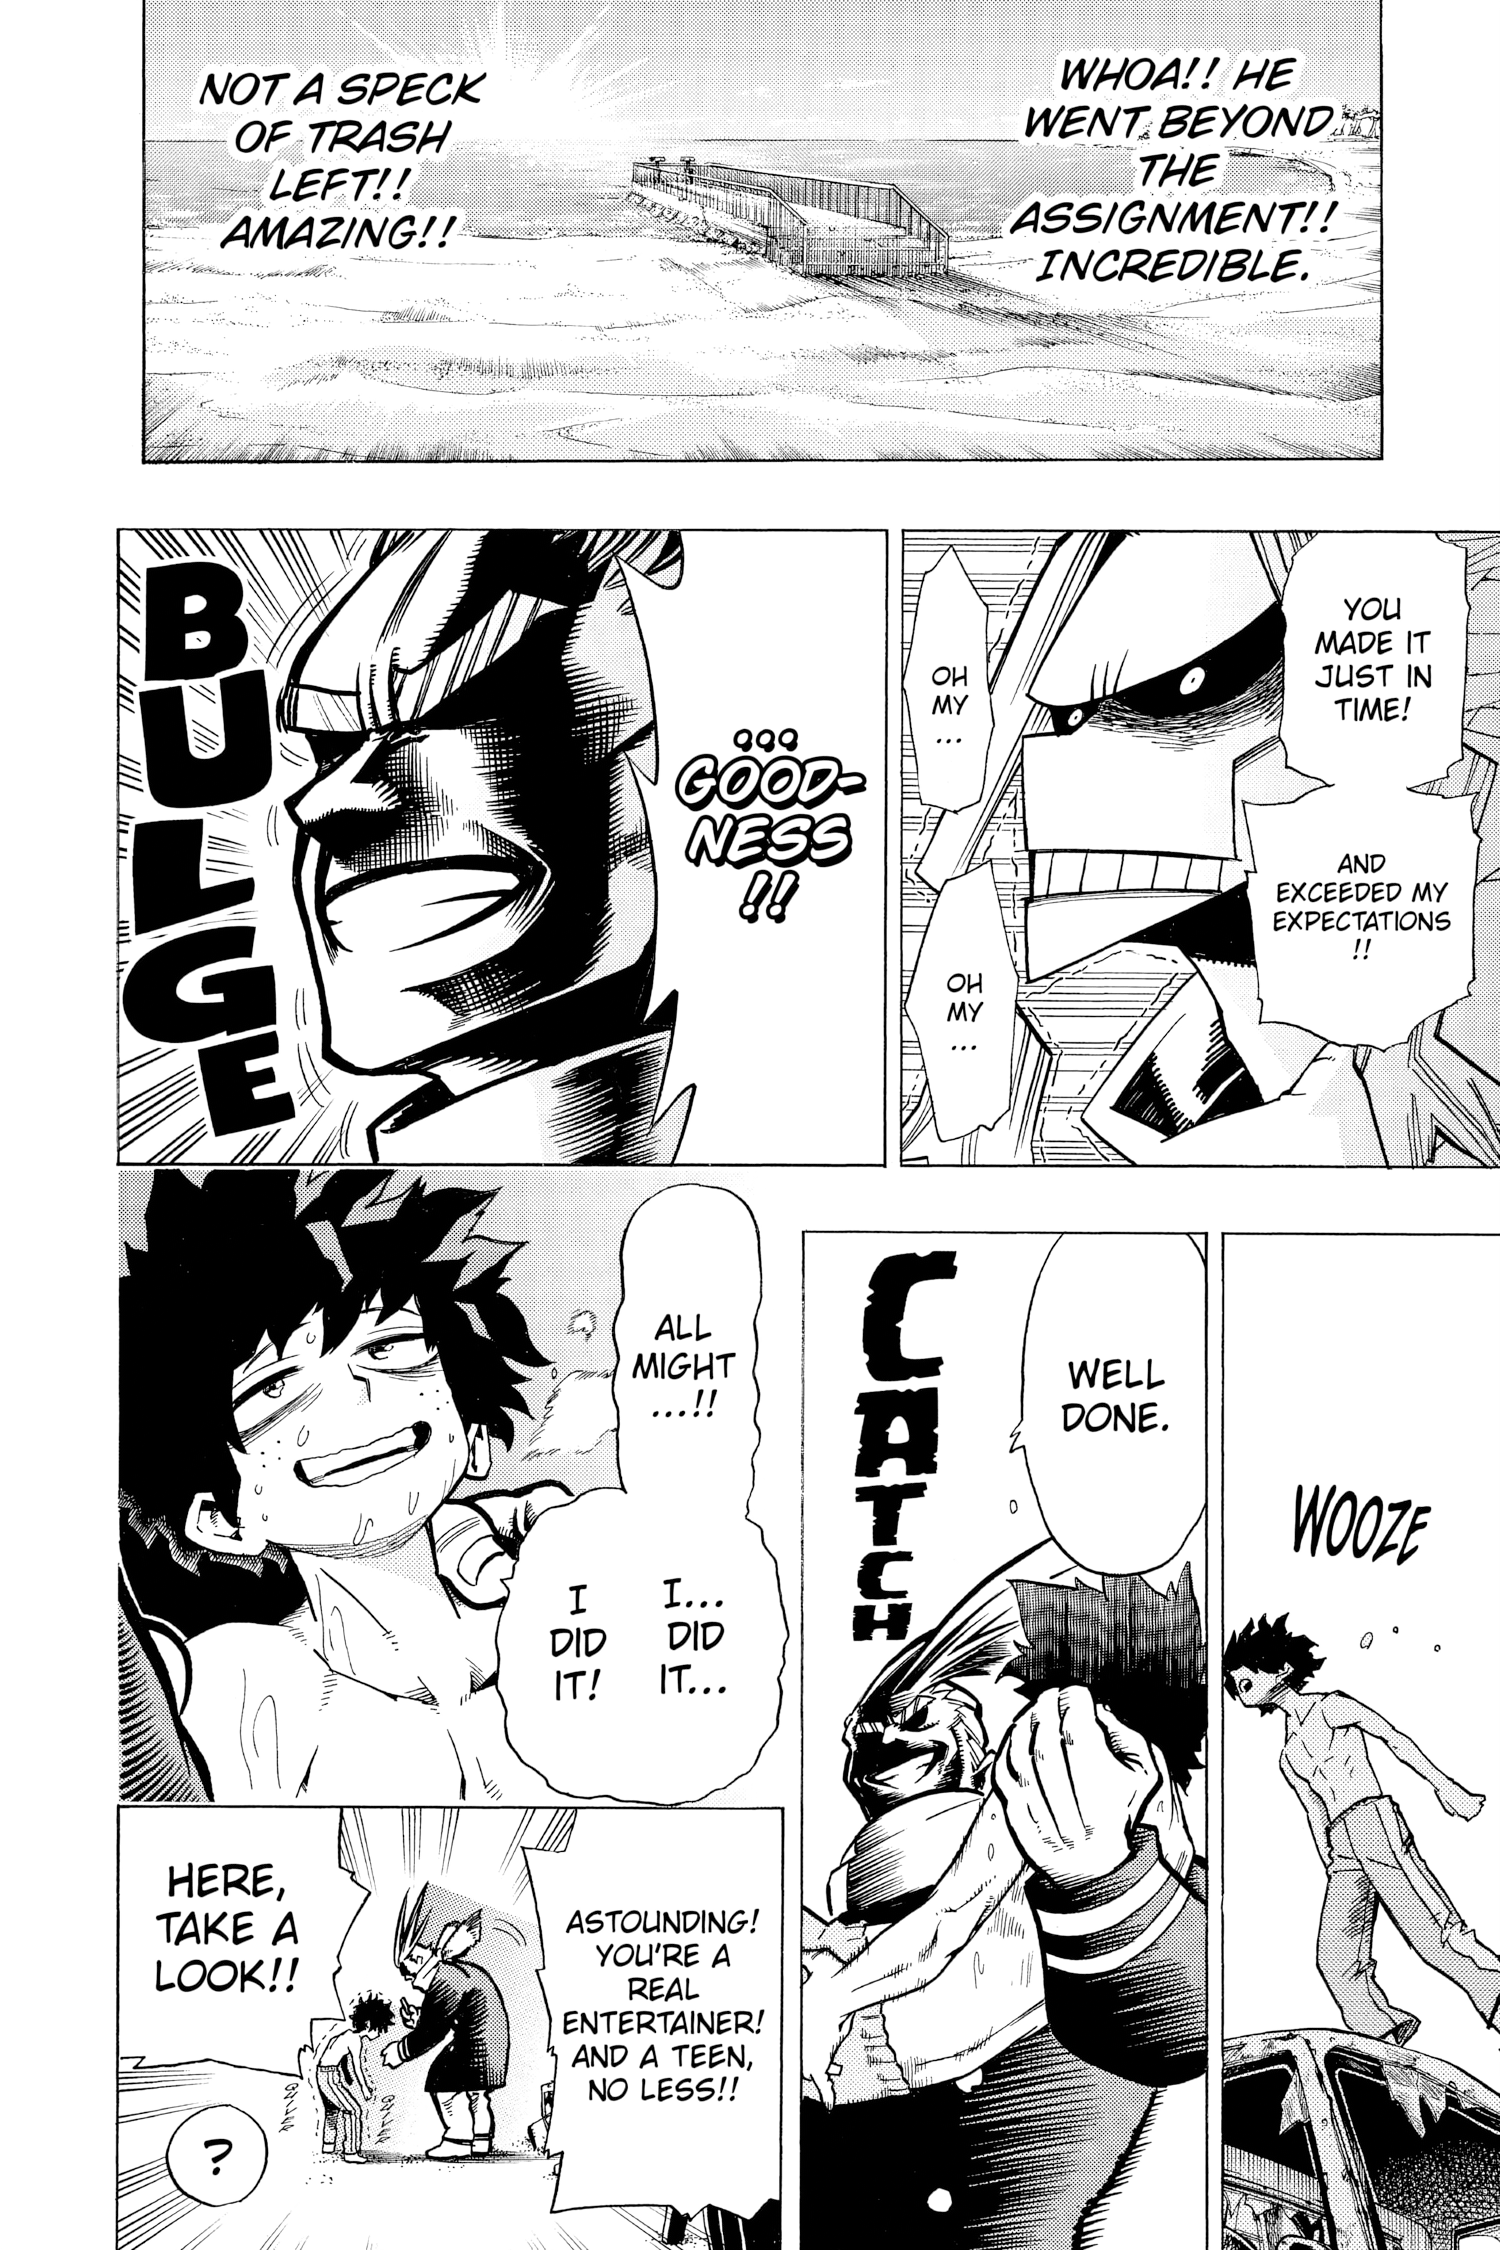 WHOA!! HE
WENT BEYOND
THE
ASSIGNMENT!!
INCREDIBLE.
NOT A SPECK
OF TRASH
LEFT!!
AMAZING!!
YOU
MADE IT
JUST IN
TIME!
AND
EXCEEDED MY
EXPECTATIONS
!!
OH
MY
...
OH
MY
...
...
GOOD-
NESS
!!
BULGE
WOOZE
WELL
DONE.
CATCH
ALL
MIGHT
...!!
I...
DID
IT...
I
DID
IT!
ASTOUNDING!
YOU'RE A
REAL
ENTERTAINER!
AND A TEEN,
NO LESS!!
HERE,
TAKE A
LOOK!!
?